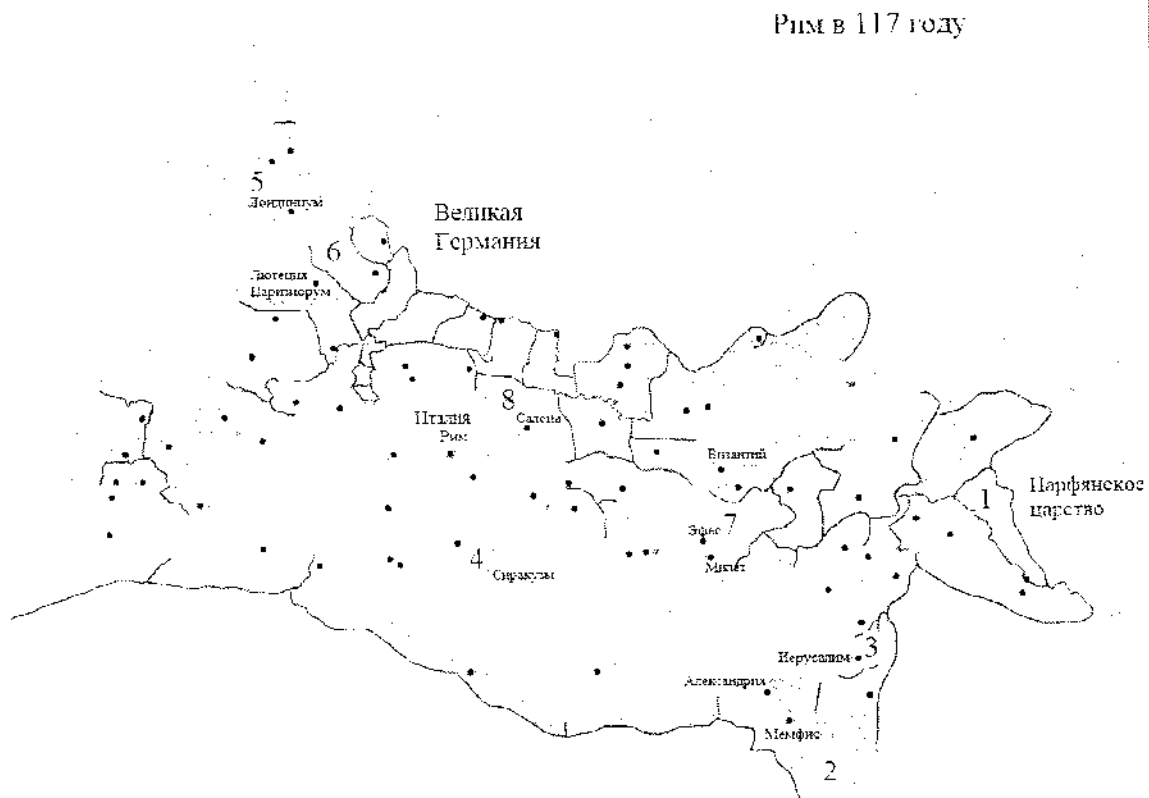 Рим в 117 году
5
Лондиниум
Великая
Германия
6
Лютеция
Паризиорум
8
Салона
Италия
Рим
Византий
1
Парфянское
царство
Эфес
7
Милет
4
Сиракузы
Иерусалим
3
Александрия
Мемфис
2